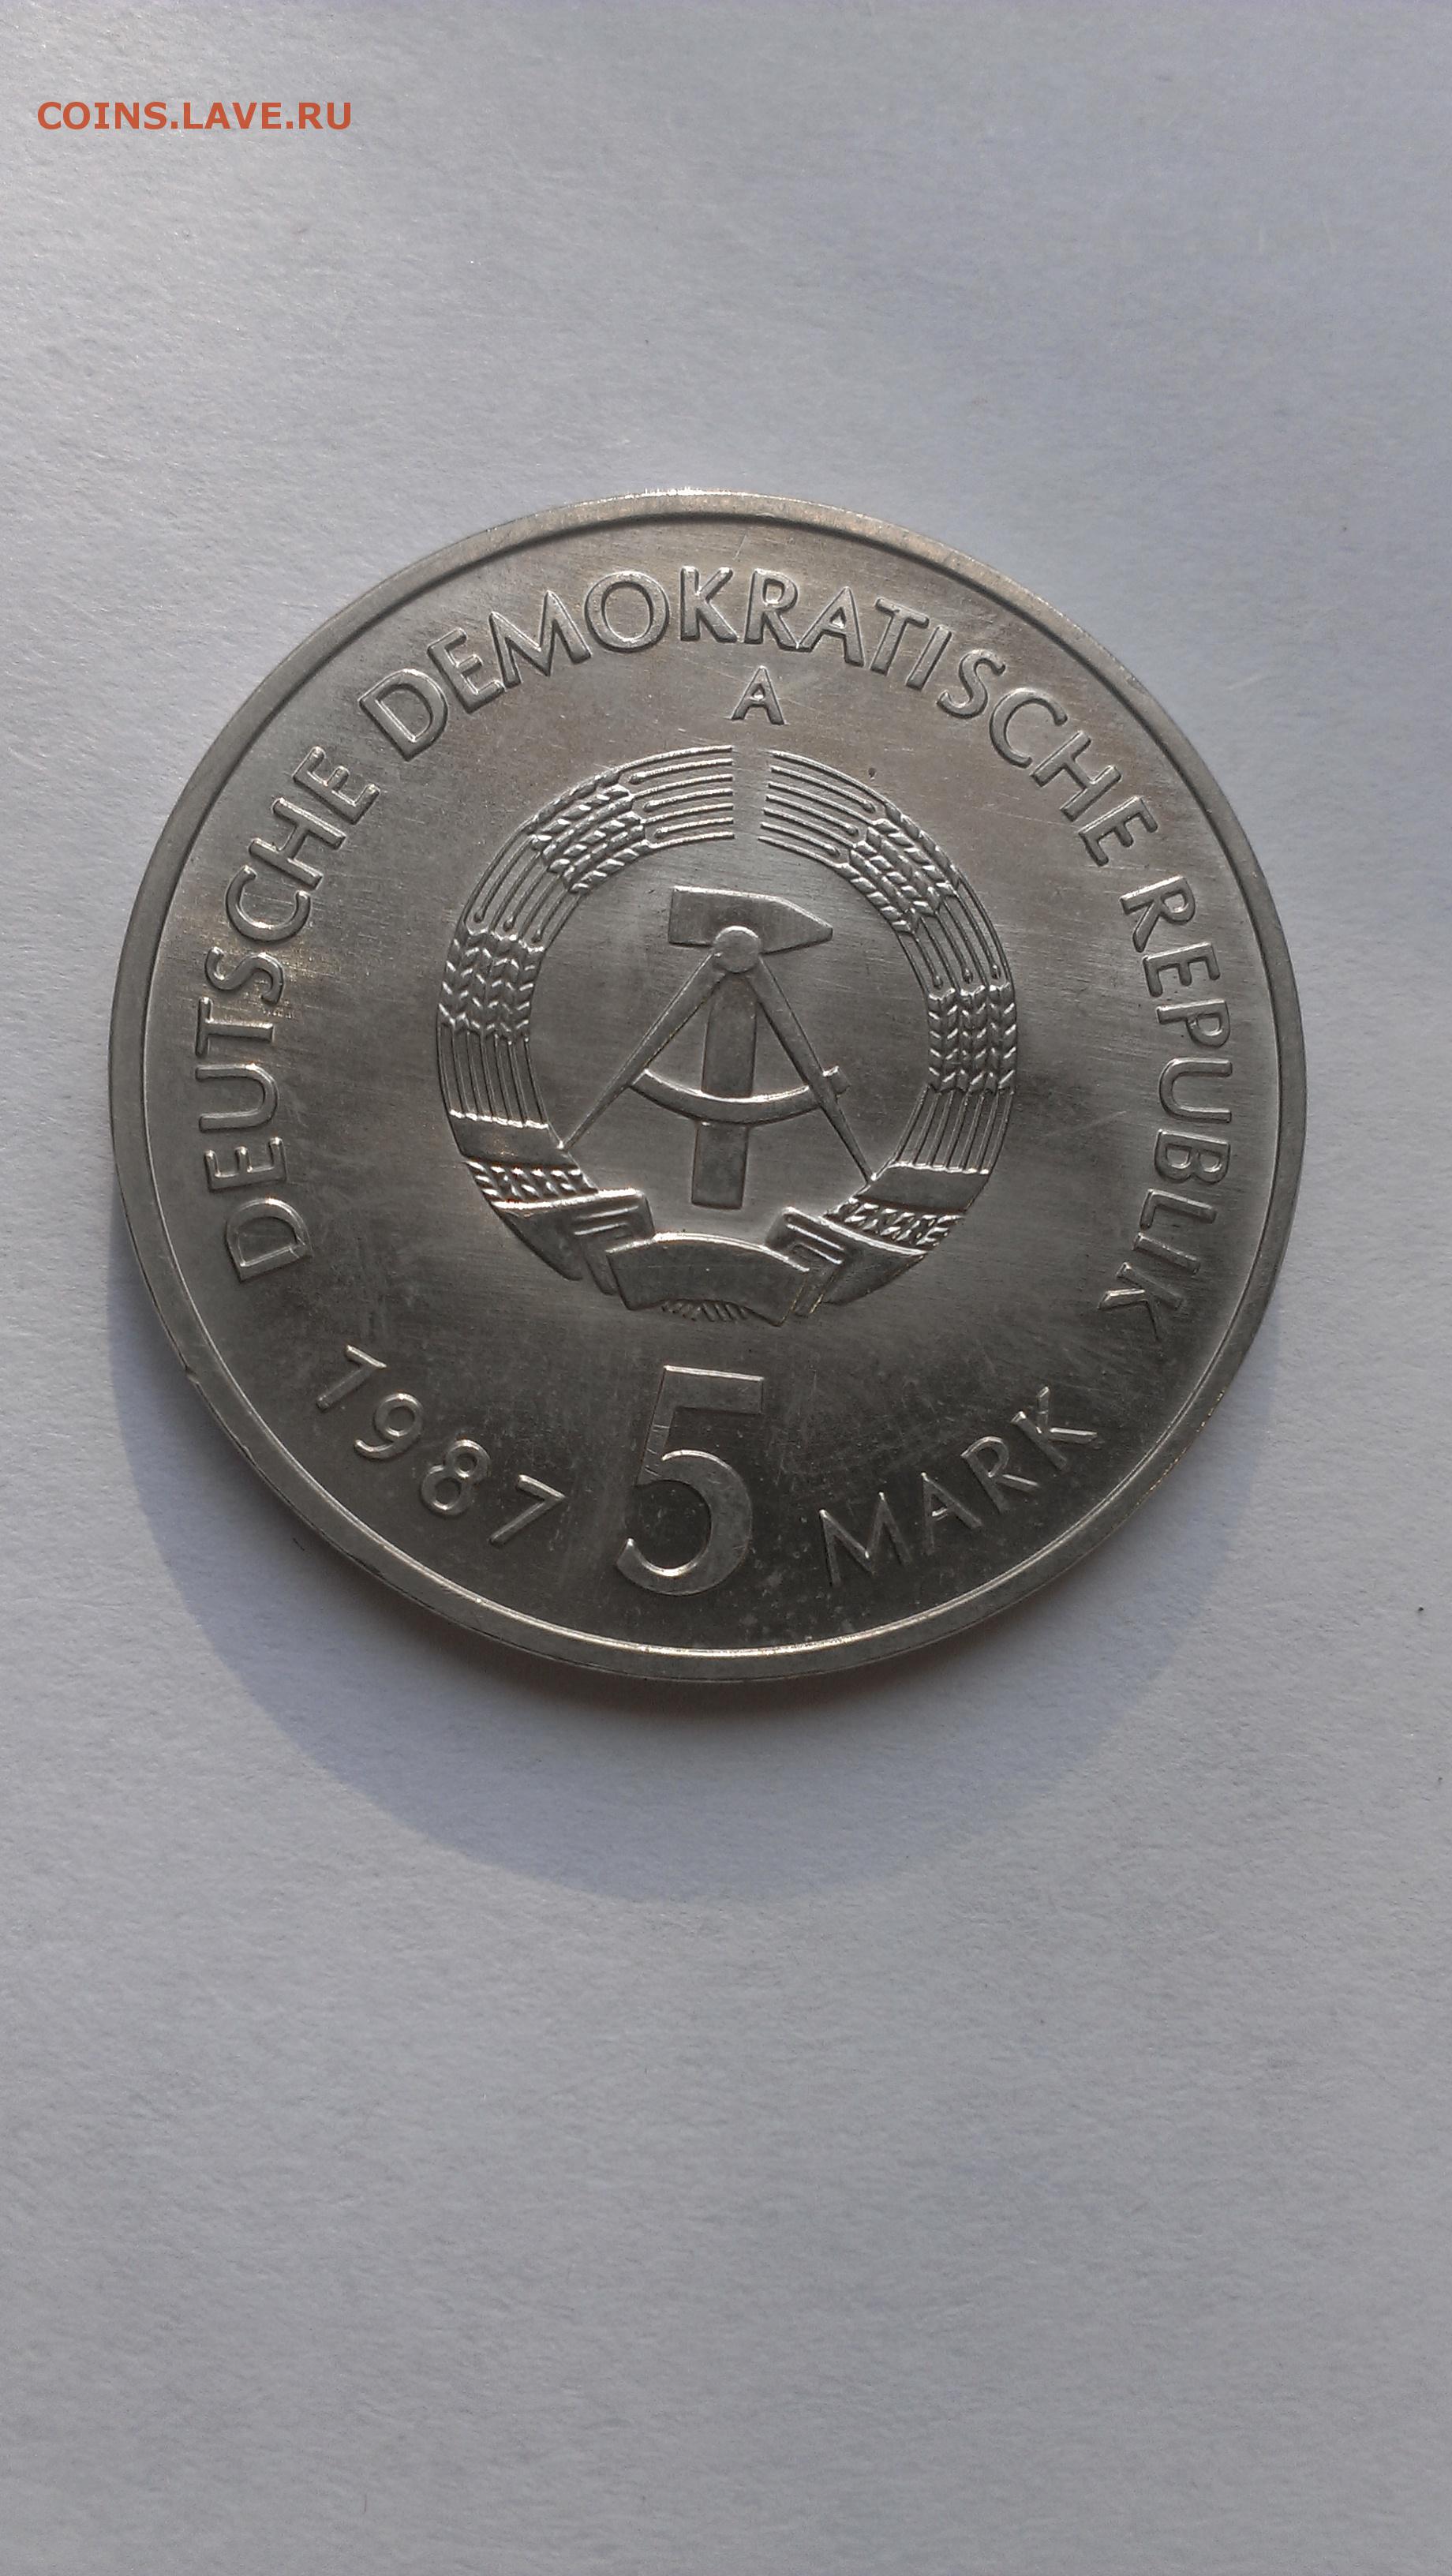 COINS.LAVE.RU
DEUTSCHE DEMOKRATISCHE REPUBLIK
A
1987
5
MARK